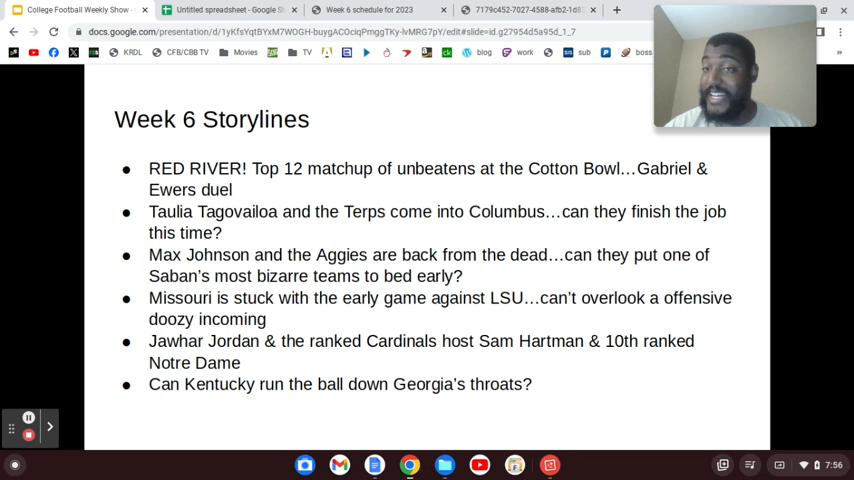 College Football Weekly Show - G
Untitled spreadsheet - Google Sh
Week 6 schedule for 2023
7179c452-7027-4588-afb2-1d8
docs.google.com/presentation/d/1yKfsYqtBYxM7WOGH-buygACOciqPmggTKy-lvMRG7pY/edit#slide=id.g27954d5a95d_1_7
KRDL
CFB/CBB TV
Movies
TV
blog
work
sub
boss
Week 6 Storylines
● RED RIVER! Top 12 matchup of unbeatens at the Cotton Bowl…Gabriel &
Ewers duel
● Taulia Tagovailoa and the Terps come into Columbus…can they finish the job
this time?
● Max Johnson and the Aggies are back from the dead…can they put one of
Saban's most bizarre teams to bed early?
● Missouri is stuck with the early game against LSU…can't overlook a offensive
doozy incoming
● Jawhar Jordan & the ranked Cardinals host Sam Hartman & 10th ranked
Notre Dame
● Can Kentucky run the ball down Georgia's throats?
7:56